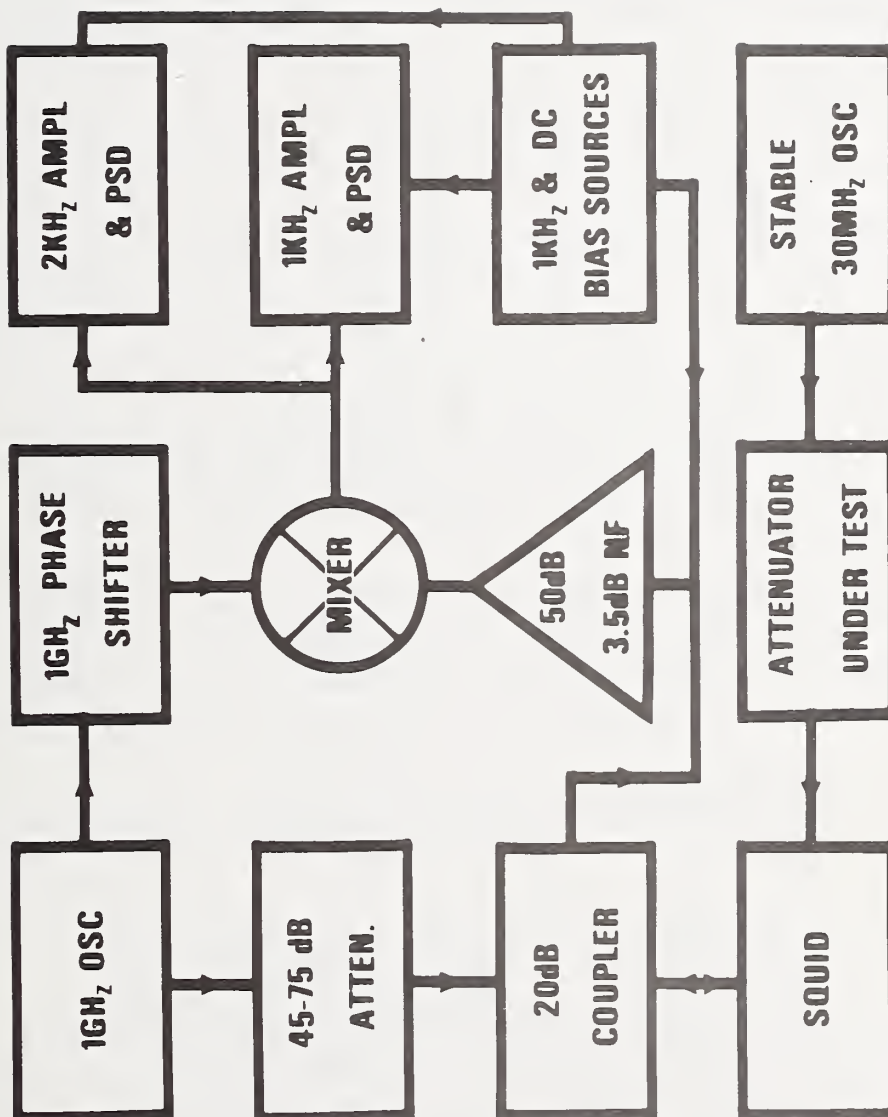 1GHz OSC
1GHz PHASE
SHIFTER
2KHz AMPL
& PSD
45-75 dB
ATTEN.
MIXER
1KHz AMPL
& PSD
20dB
COUPLER
50dB
3.5dB NF
1KHz & DC
BIAS SOURCES
SQUID
ATTENUATOR
UNDER TEST
STABLE
30MHz OSC